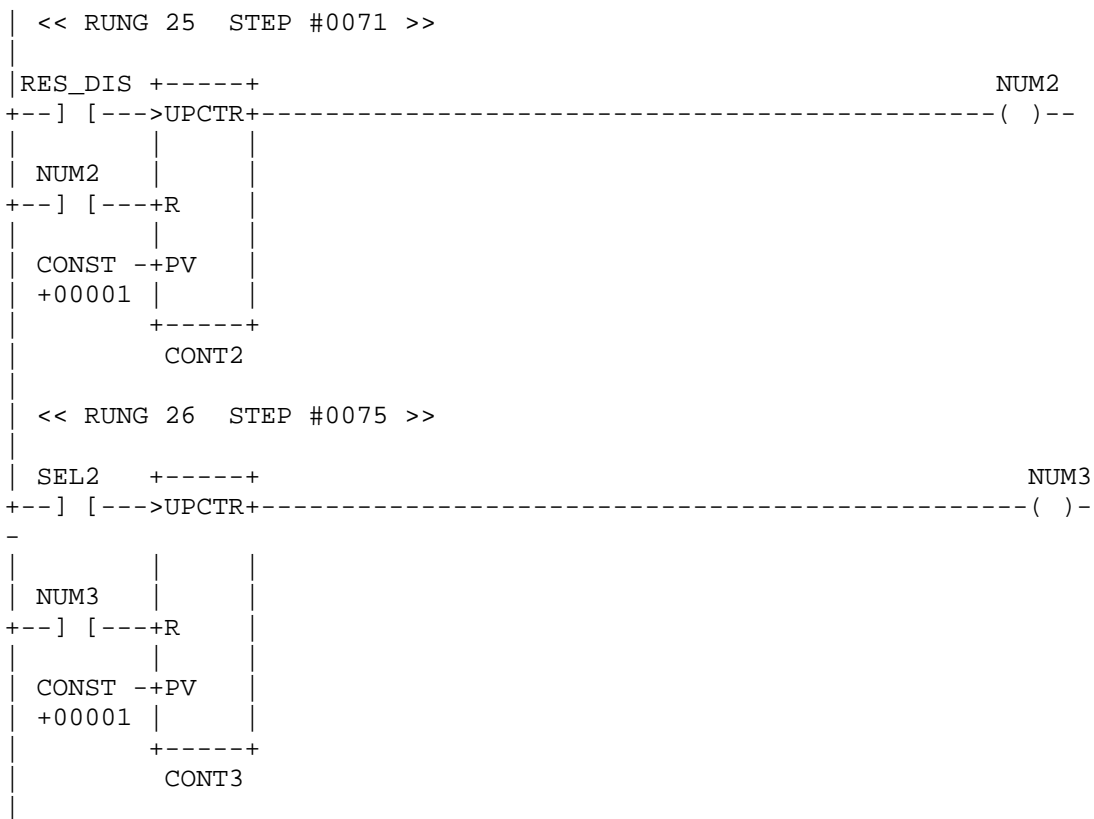 | << RUNG 25  STEP #0071 >>
|
|RES_DIS +-----+                                              NUM2
+--] [--->UPCTR+----------------------------------------------( )--
|        |     |
| NUM2   |     |
+--] [---+R    |
|        |     |
| CONST -+PV   |
| +00001 |     |
|        +-----+
|         CONT2
|
| << RUNG 26  STEP #0075 >>
|
| SEL2   +-----+                                                NUM3
+--] [--->UPCTR+------------------------------------------------( )-
-
|        |     |
| NUM3   |     |
+--] [---+R    |
|        |     |
| CONST -+PV   |
| +00001 |     |
|        +-----+
|         CONT3
|